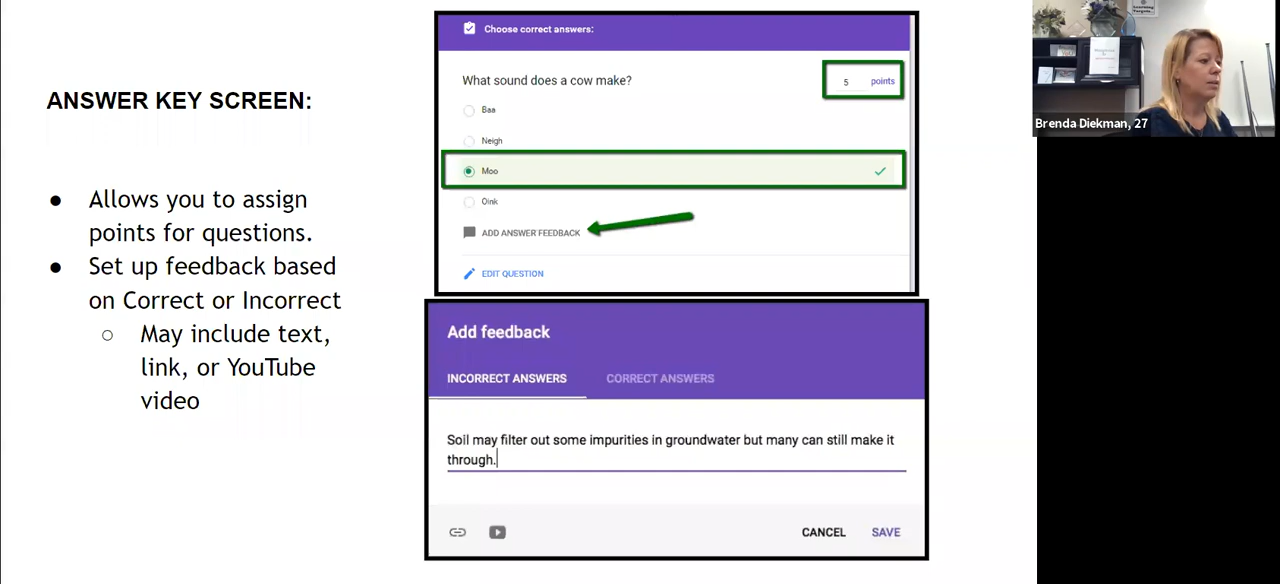 ANSWER KEY SCREEN:
● Allows you to assign
points for questions.
● Set up feedback based
on Correct or Incorrect
○ May include text,
link, or YouTube
video
Choose correct answers:
What sound does a cow make?
5 points
Baa
Neigh
Moo
Oink
ADD ANSWER FEEDBACK
EDIT QUESTION
Add feedback
INCORRECT ANSWERS
CORRECT ANSWERS
Soil may filter out some impurities in groundwater but many can still make it
through.
CANCEL
SAVE
Brenda Diekman, 27